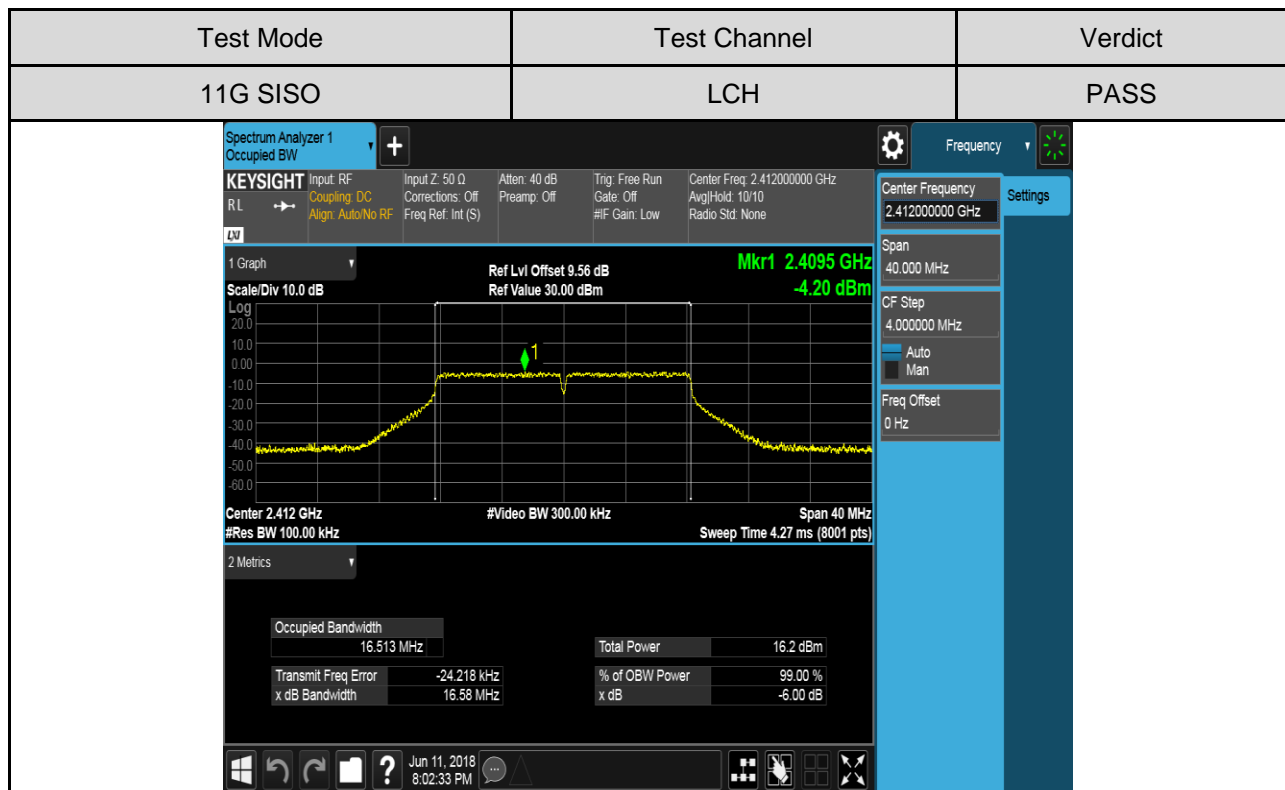 Test Mode Test Channel Verdict
11G SISO LCH PASS
Spectrum Analyzer 1
Occupied BW
+
Frequency
KEYSIGHT Input: RF Input Z: 50 Ω Atten: 40 dB Trig: Free Run Center Freq: 2.412000000 GHz
RL Coupling: DC Corrections: Off Preamp: Off Gate: Off Avg|Hold: 10/10
Align: Auto/No RF Freq Ref: Int (S) #IF Gain: Low Radio Std: None
LXI
Center Frequency
2.412000000 GHz
Settings
Span
40.000 MHz
CF Step
4.000000 MHz
Auto
Man
Freq Offset
0 Hz
1 Graph
Ref Lvl Offset 9.56 dB
Mkr1 2.4095 GHz
Scale/Div 10.0 dB
Ref Value 30.00 dBm
-4.20 dBm
Log
20.0
10.0
0.00
-10.0
-20.0
-30.0
-40.0
-50.0
-60.0
1
Center 2.412 GHz #Video BW 300.00 kHz Span 40 MHz
#Res BW 100.00 kHz Sweep Time 4.27 ms (8001 pts)
2 Metrics
Occupied Bandwidth
16.513 MHz
Total Power 16.2 dBm
Transmit Freq Error -24.218 kHz % of OBW Power 99.00 %
x dB Bandwidth 16.58 MHz x dB -6.00 dB
?
Jun 11, 2018
8:02:33 PM